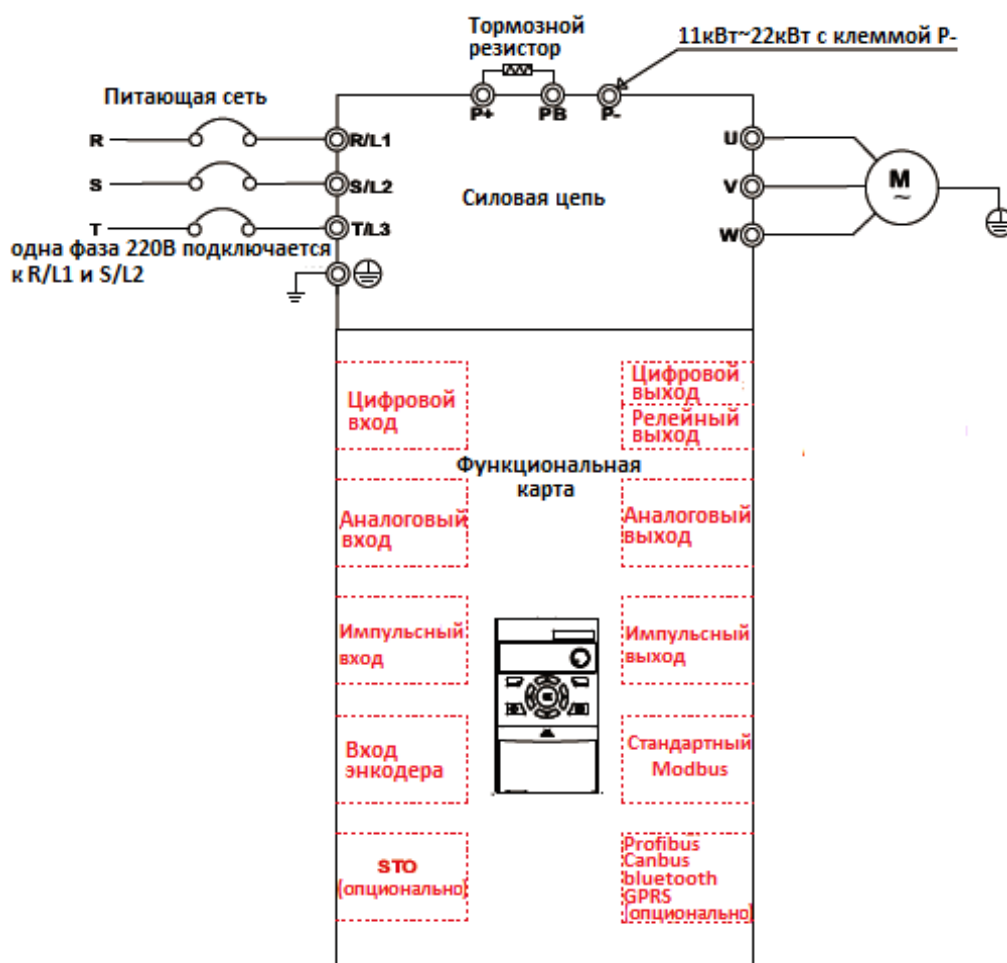 Тормозной
резистор
11кВт~22кВт с клеммой P-
Питающая сеть
P+
PB
P-
R
R/L1
U
S
S/L2
Силовая цепь
V
M
~
T
T/L3
W
одна фаза 220В подключается
к R/L1 и S/L2
Цифровой
вход
Цифровой
выход
Релейный
выход
Функциональная
карта
Аналоговый
вход
Аналоговый
выход
Импульсный
вход
Импульсный
выход
Вход
энкодера
Стандартный
Modbus
STO
(опционально)
Profibus
Canbus
bluetooth
GPRS
(опционально)